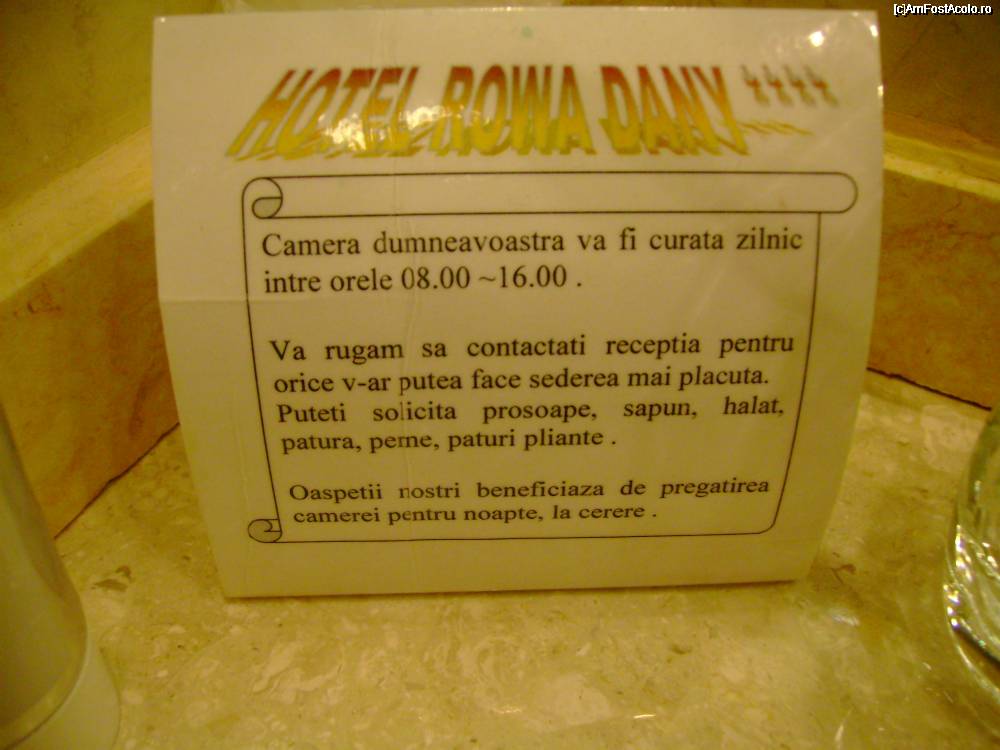 [c]AmFostAcolo.ro
HOTEL ROWA DANY ****
Camera dumneavoastra va fi curata zilnic
intre orele 08.00 ~16.00 .
Va rugam sa contactati receptia pentru
orice v-ar putea face sederea mai placuta.
Puteti solicita prosoape, sapun, halat,
patura, perne, paturi pliante .
Oaspetii nostri beneficiaza de pregatirea
camerei pentru noapte, la cerere .